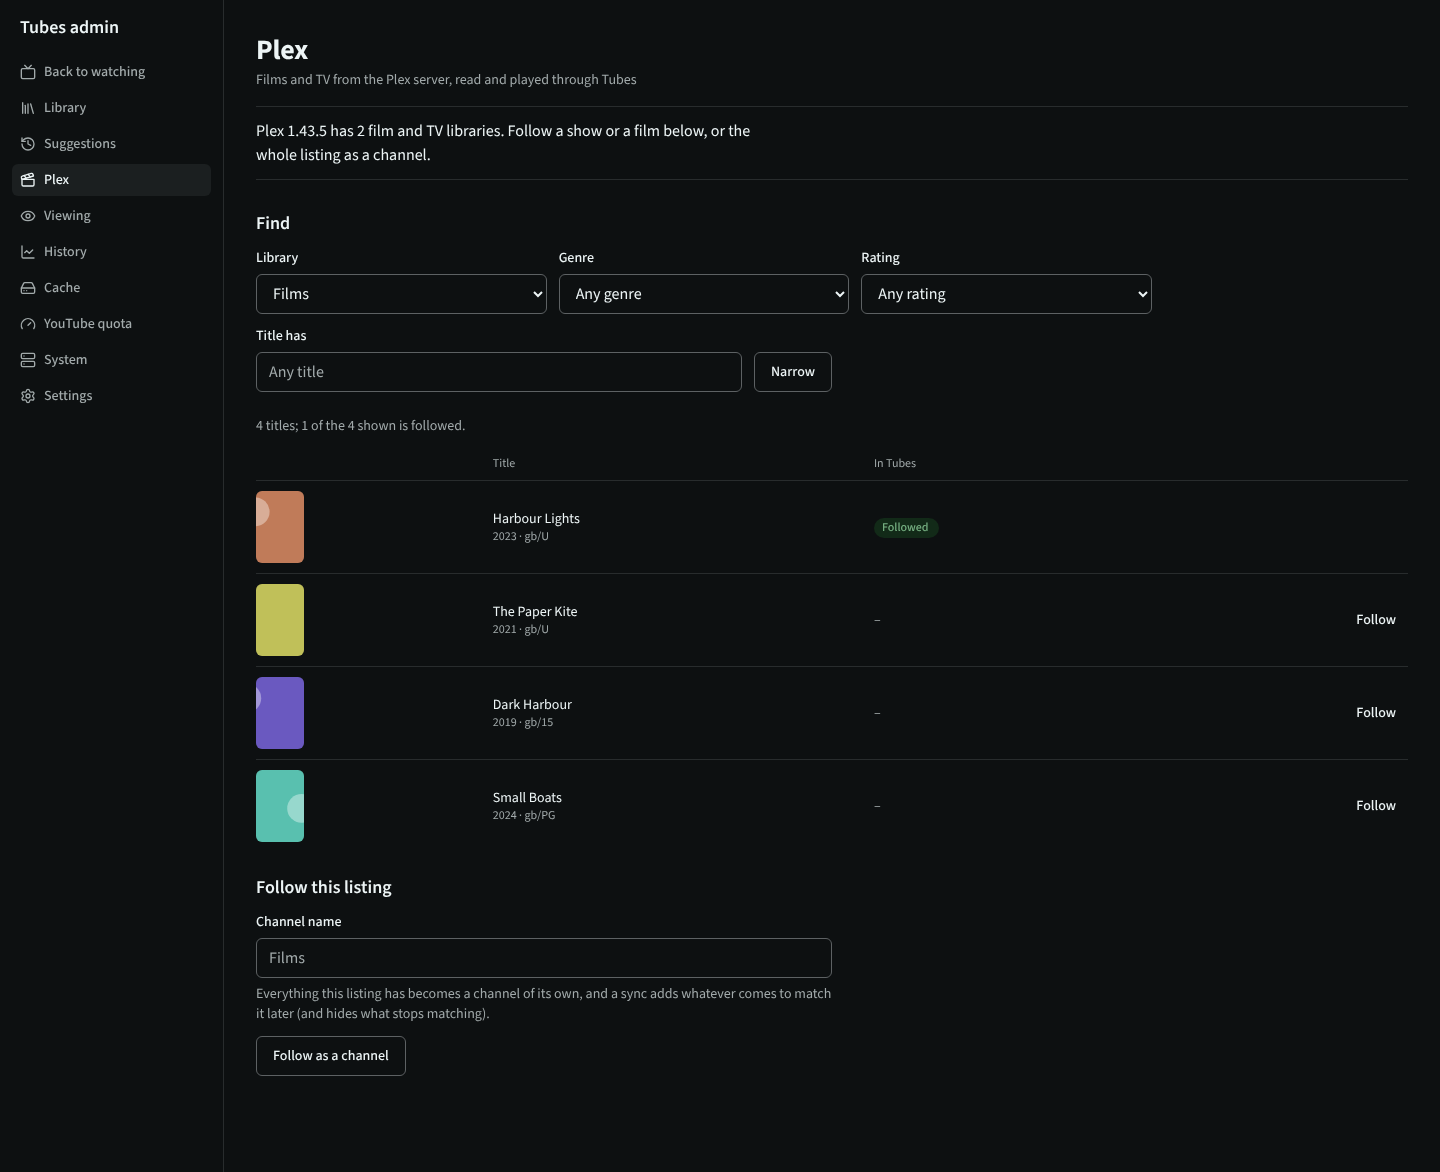 Tubes admin
Back to watching
Library
Suggestions
Plex
Viewing
History
Cache
YouTube quota
System
Settings
Plex
Films and TV from the Plex server, read and played through Tubes
Plex 1.43.5 has 2 film and TV libraries. Follow a show or a film below, or the
whole listing as a channel.
Find
Library Genre Rating
Films Any genre Any rating
Title has
Any title Narrow
4 titles; 1 of the 4 shown is followed.
Title In Tubes
Harbour Lights
2023 · gb/U
Followed
The Paper Kite
2021 · gb/U
– Follow
Dark Harbour
2019 · gb/15
– Follow
Small Boats
2024 · gb/PG
– Follow
Follow this listing
Channel name
Films
Everything this listing has becomes a channel of its own, and a sync adds whatever comes to match
it later (and hides what stops matching).
Follow as a channel